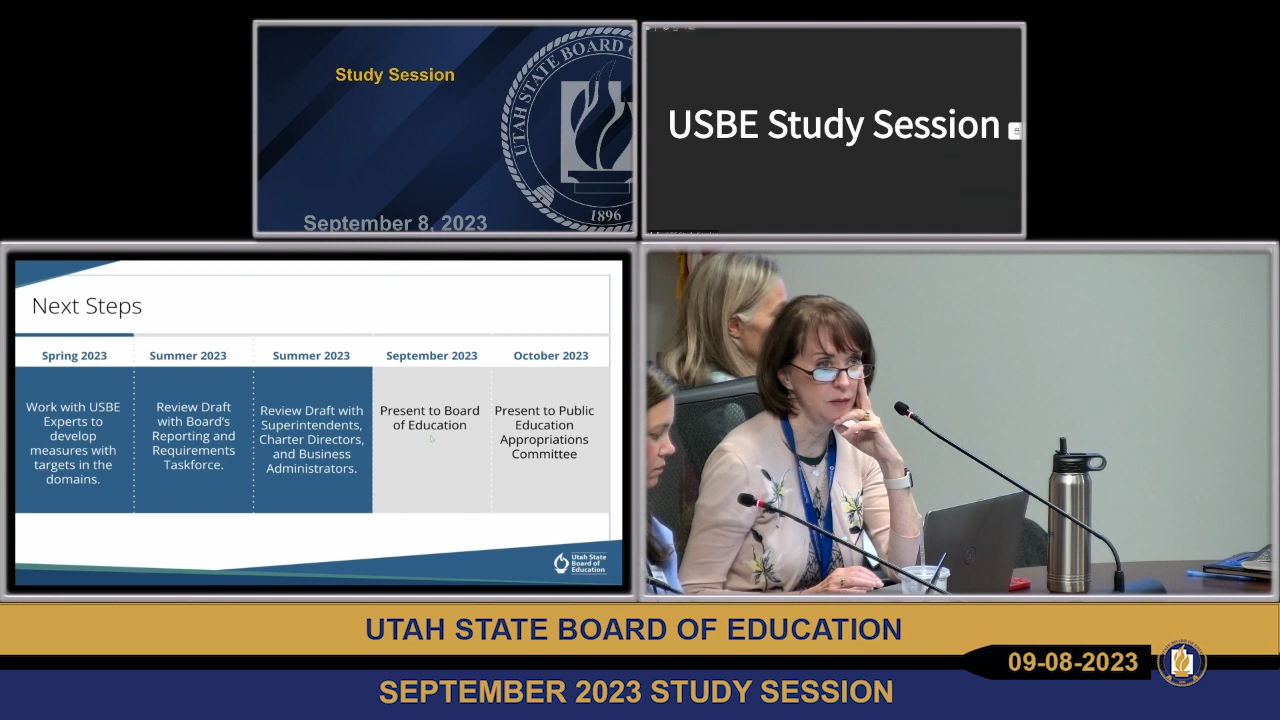 Study Session
UTAH STATE BOARD O
1896
September 8, 2023
USBE Study Session
Next Steps
Spring 2023
Summer 2023
Summer 2023
September 2023
October 2023
Work with USBE
Experts to
develop
measures with
targets in the
domains.
Review Draft
with Board's
Reporting and
Requirements
Taskforce.
Review Draft with
Superintendents,
Charter Directors,
and Business
Administrators.
Present to Board
of Education
Present to Public
Education
Appropriations
Committee
Utah State
Board of
Education
UTAH STATE BOARD OF EDUCATION
09-08-2023
SEPTEMBER 2023 STUDY SESSION